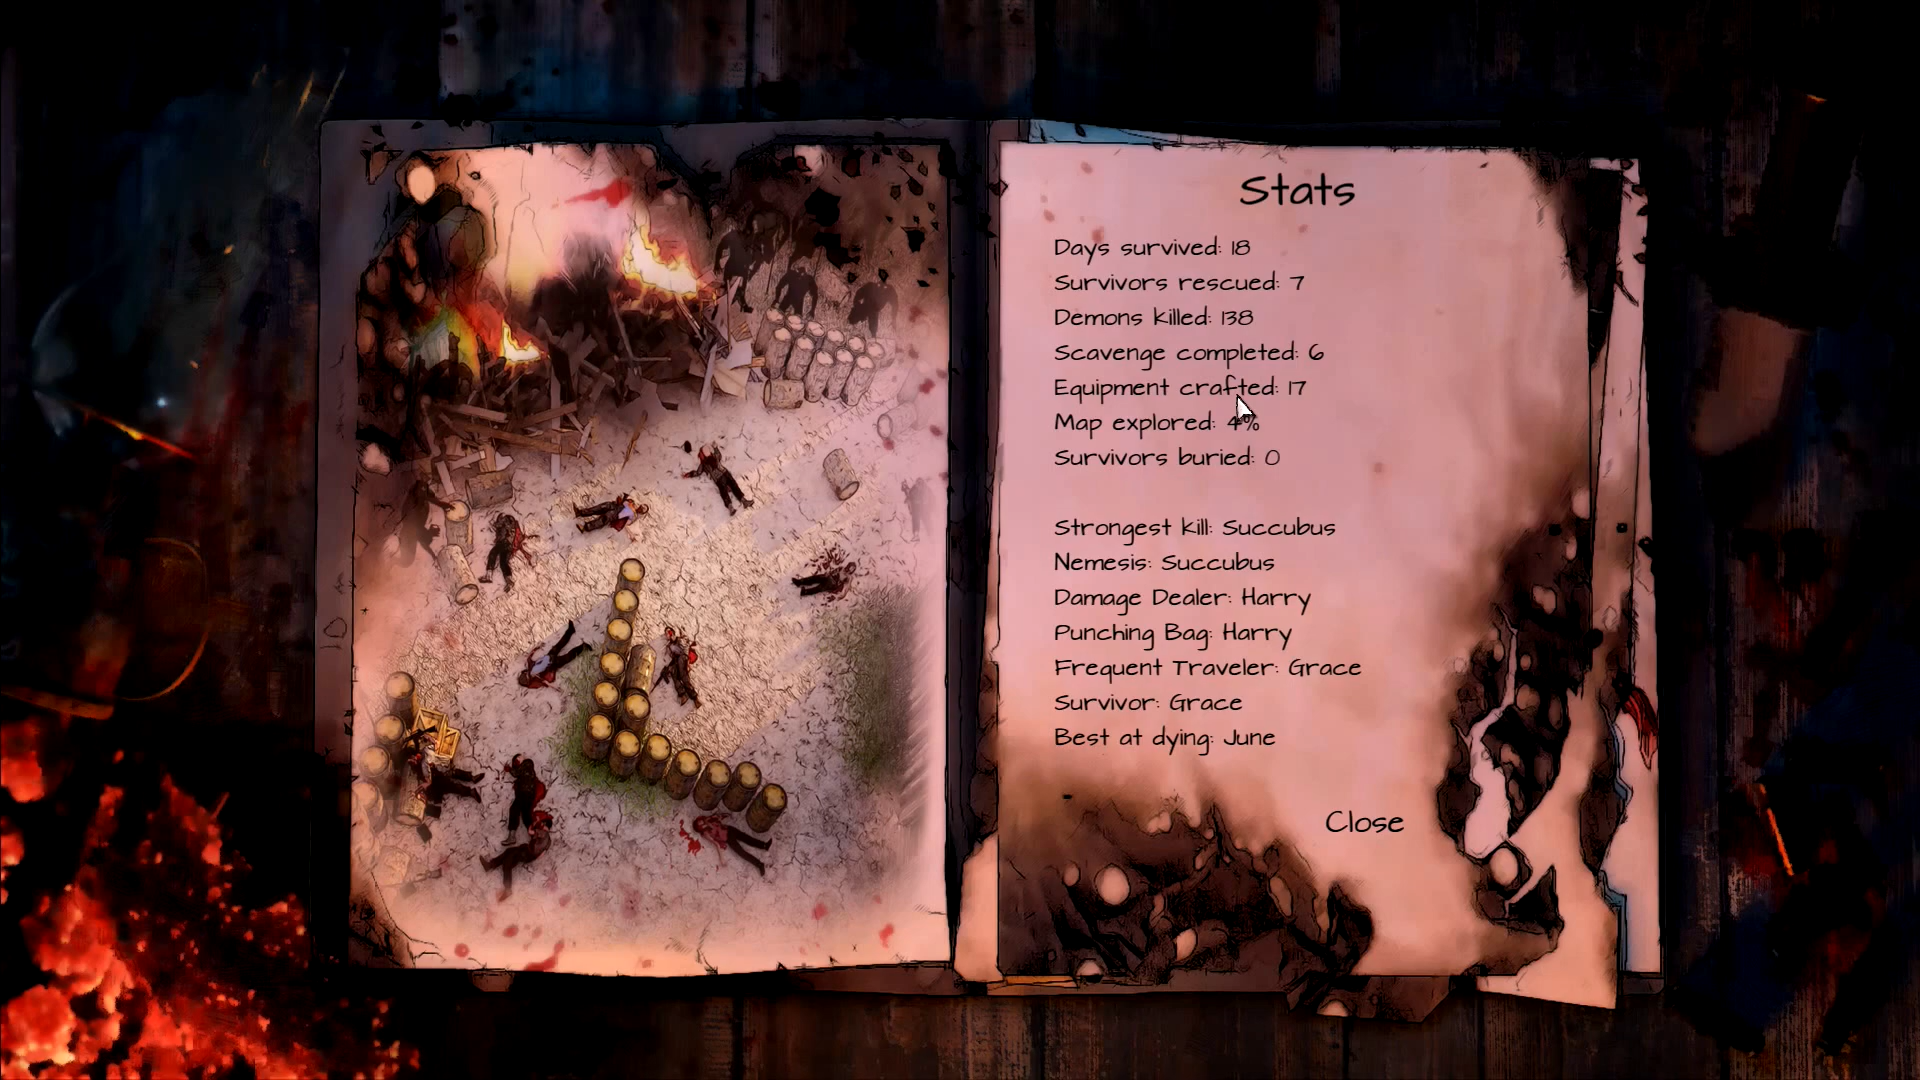 Stats
Days survived: 18
Survivors rescued: 7
Demons killed: 138
Scavenge completed: 6
Equipment crafted: 17
Map explored: 4%
Survivors buried: 0
Strongest kill: Succubus
Nemesis: Succubus
Damage Dealer: Harry
Punching Bag: Harry
Frequent Traveler: Grace
Survivor: Grace
Best at dying: June
Close